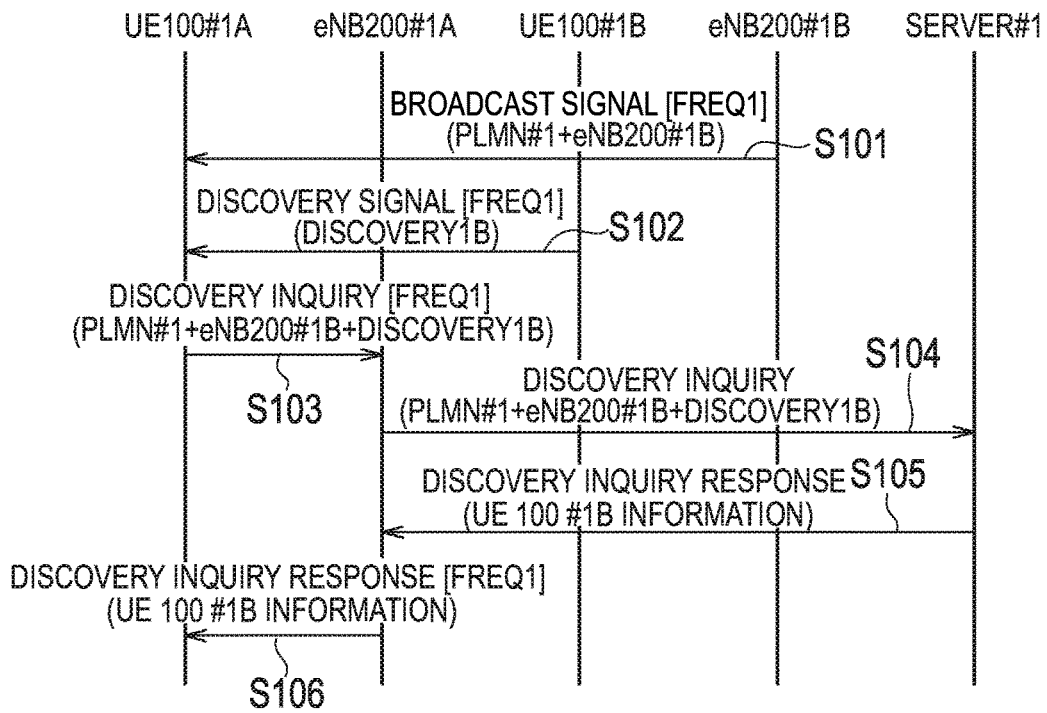 UE100#1A eNB200#1A UE100#1B eNB200#1B SERVER#1
BROADCAST SIGNAL [FREQ1]
(PLMN#1+eNB200#1B)
S101
DISCOVERY SIGNAL [FREQ1]
(DISCOVERY1B)
S102
DISCOVERY INQUIRY [FREQ1]
(PLMN#1+eNB200#1B+DISCOVERY1B)
S103
DISCOVERY INQUIRY
(PLMN#1+eNB200#1B+DISCOVERY1B)
S104
DISCOVERY INQUIRY RESPONSE
(UE 100 #1B INFORMATION)
S105
DISCOVERY INQUIRY RESPONSE [FREQ1]
(UE 100 #1B INFORMATION)
S106